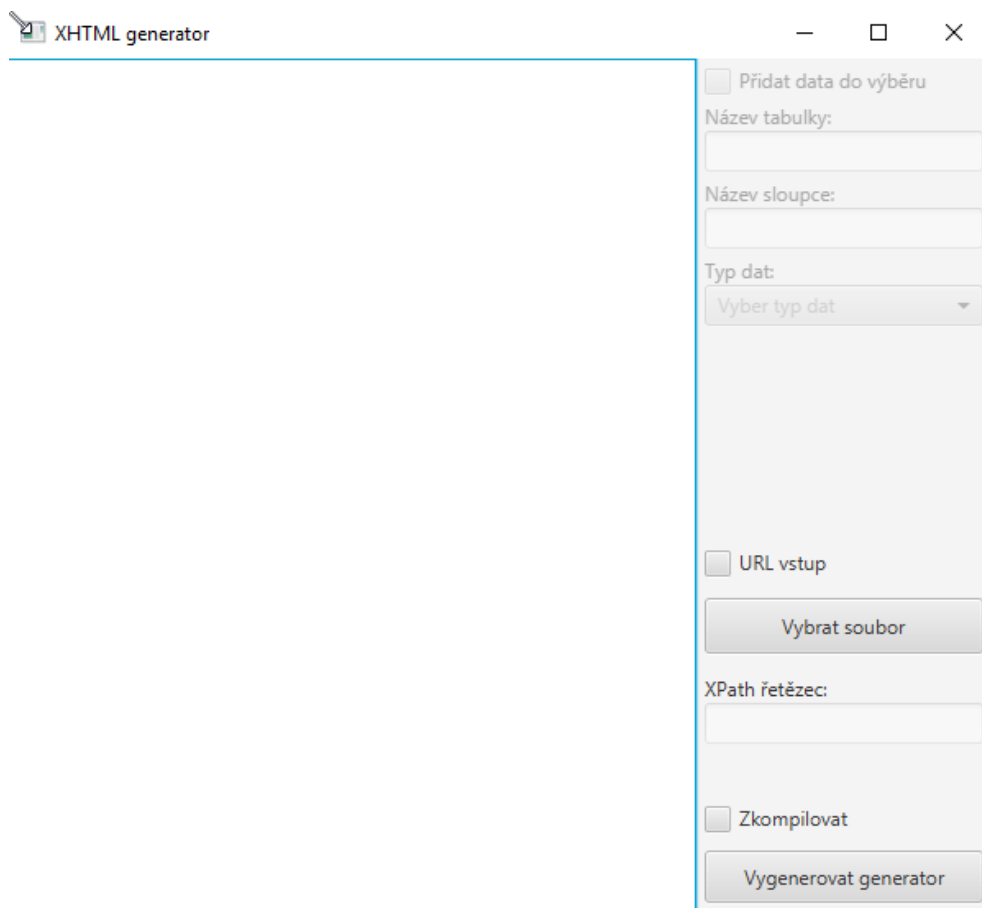 XHTML generator
Přidat data do výběru
Název tabulky:
Název sloupce:
Typ dat:
Vyber typ dat
URL vstup
Vybrat soubor
XPath řetězec:
Zkompilovat
Vygenerovat generator